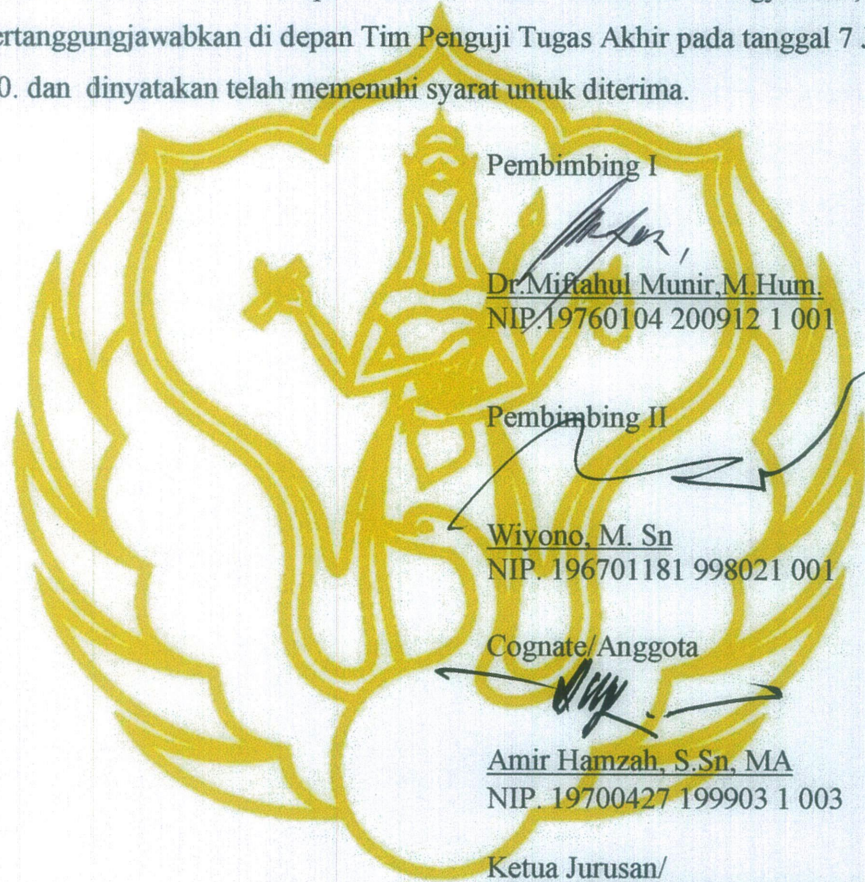 ertanggungjawabkan di depan Tim Penguji Tugas Akhir pada tanggal 7
0. dan dinyatakan telah memenuhi syarat untuk diterima.
Pembimbing I
Dr.Miftahul Munir,M.Hum.
NIP.19760104 200912 1 001
Pembimbing II
Wiyono, M. Sn
NIP. 196701181 998021 001
Cognate/Anggota
Amir Hamzah, S.Sn, MA
NIP. 19700427 199903 1 003
Ketua Jurusan/